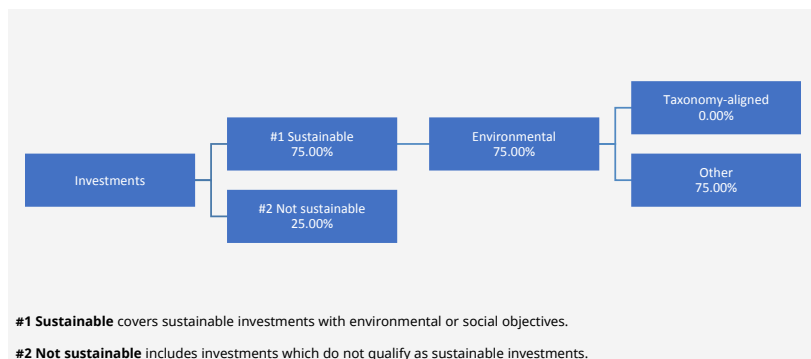 Taxonomy-aligned
0.00%
#1 Sustainable
75.00%
Environmental
75.00%
Investments
Other
75.00%
#2 Not sustainable
25.00%
#1 Sustainable covers sustainable investments with environmental or social objectives.
#2 Not sustainable includes investments which do not qualify as sustainable investments.